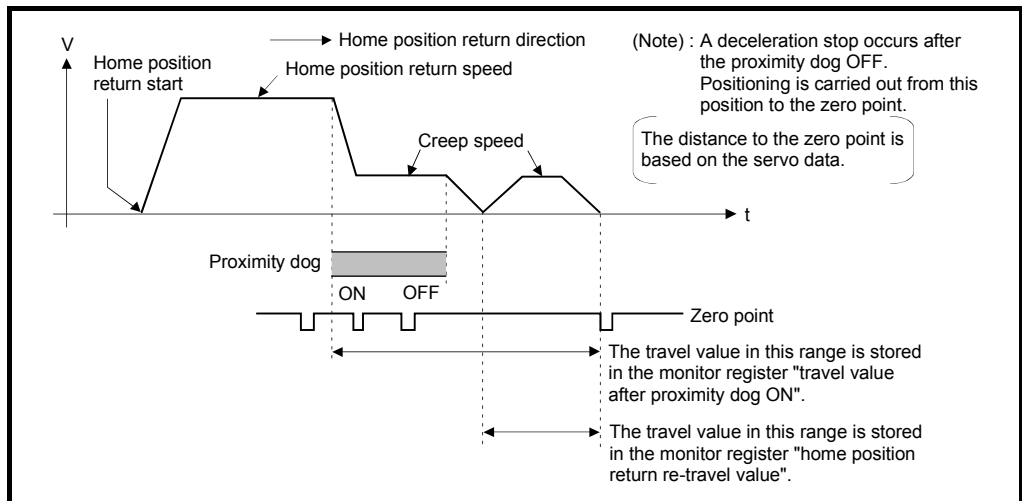 V
Home position
return start
Home position return direction
Home position return speed
(Note) : A deceleration stop occurs after
the proximity dog OFF.
Positioning is carried out from this
position to the zero point.
The distance to the zero point is
based on the servo data.
Creep speed
t
Proximity dog
ON OFF
Zero point
The travel value in this range is stored
in the monitor register "travel value
after proximity dog ON".
The travel value in this range is stored
in the monitor register "home position
return re-travel value".